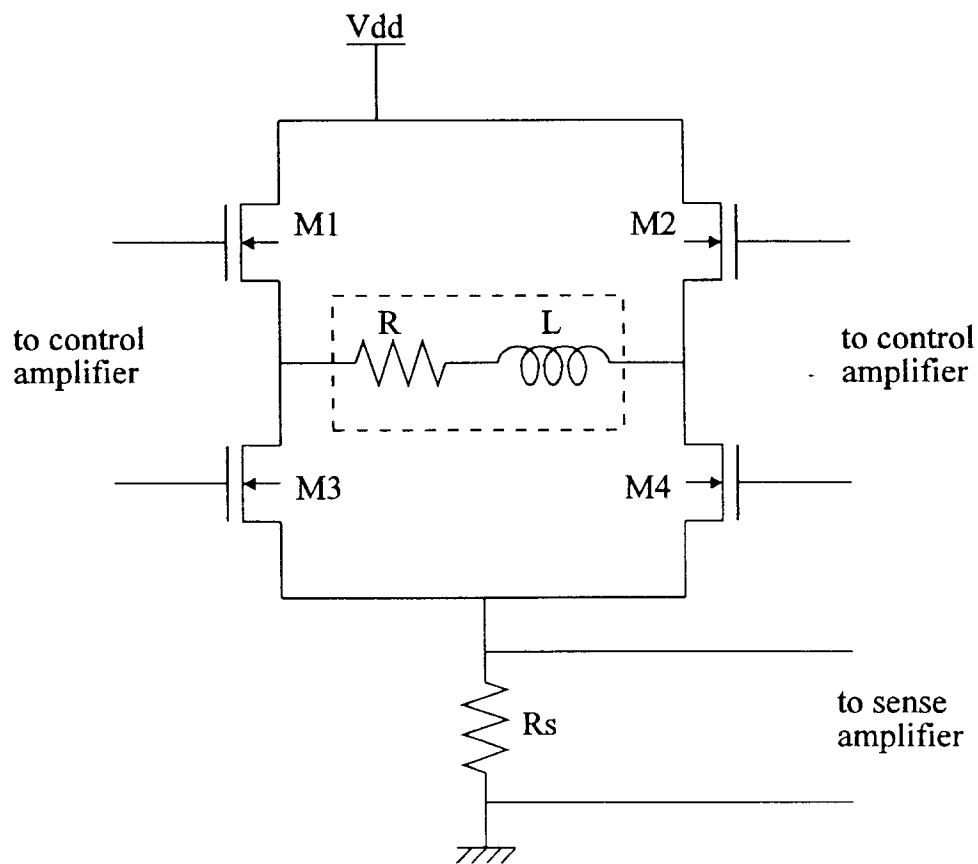 Vdd
M1
M2
R
L
to control
amplifier
to control
amplifier
M3
M4
Rs
to sense
amplifier